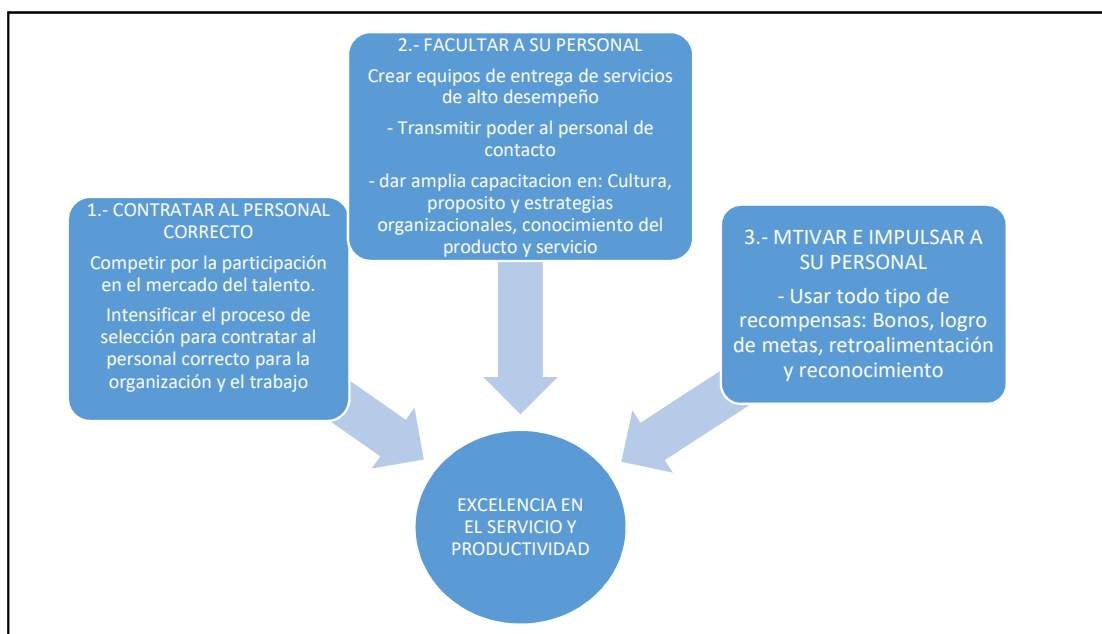 1.- CONTRATAR AL PERSONAL
CORRECTO
Competir por la participación
en el mercado del talento.
Intensificar el proceso de
selección para contratar al
personal correcto para la
organización y el trabajo
2.- FACULTAR A SU PERSONAL
Crear equipos de entrega de servicios
de alto desempeño
- Transmitir poder al personal de
contacto
- dar amplia capacitacion en: Cultura,
proposito y estrategias
organizacionales, conocimiento del
producto y servicio
3.- MTIVAR E IMPULSAR A
SU PERSONAL
- Usar todo tipo de
recompensas: Bonos, logro
de metas, retroalimentación
y reconocimiento
EXCELENCIA EN
EL SERVICIO Y
PRODUCTIVIDAD